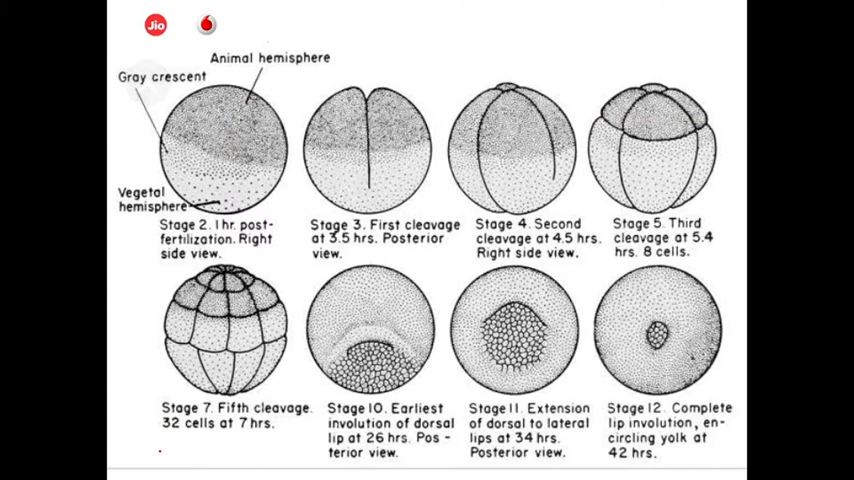 Jio
Animal hemisphere
Gray crescent
Vegetal
hemisphere
Stage 2. 1 hr. post-
fertilization. Right
side view.
Stage 3. First cleavage
at 3.5 hrs. Posterior
view.
Stage 4. Second
cleavage at 4.5 hrs.
Right side view.
Stage 5. Third
cleavage at 5.4
hrs. 8 cells.
Stage 7. Fifth cleavage.
32 cells at 7 hrs.
Stage 10. Earliest
involution of dorsal
lip at 26 hrs. Pos-
terior view.
Stage 11. Extension
of dorsal to lateral
lips at 34 hrs.
Posterior view.
Stage 12. Complete
lip involution, en-
circling yolk at
42 hrs.